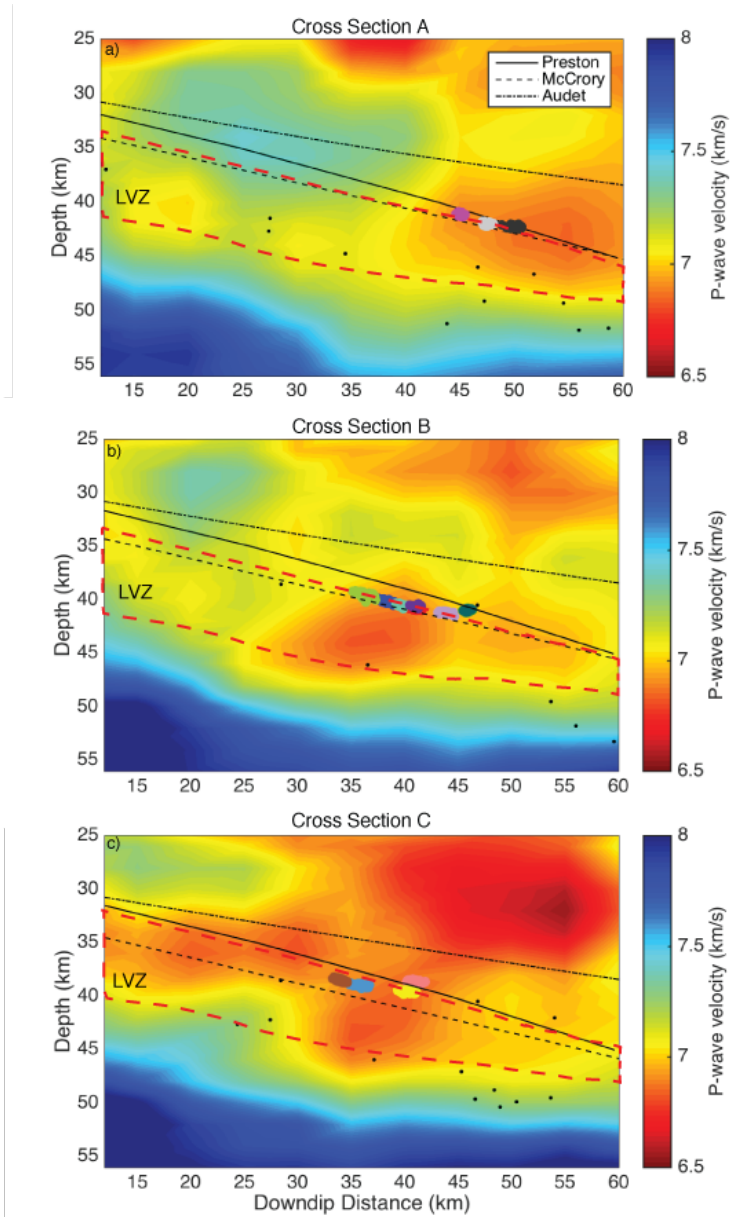 Cross Section A
a)
Preston
McCrory
Audet
LVZ
25
30
35
40
45
50
55
Depth (km)
15 20 25 30 35 40 45 50 55 60
8
7.5
7
6.5
P-wave velocity (km/s)
Cross Section B
b)
LVZ
25
30
35
40
45
50
55
Depth (km)
15 20 25 30 35 40 45 50 55 60
8
7.5
7
6.5
P-wave velocity (km/s)
Cross Section C
c)
LVZ
25
30
35
40
45
50
55
Depth (km)
15 20 25 30 35 40 45 50 55 60
Downdip Distance (km)
8
7.5
7
6.5
P-wave velocity (km/s)